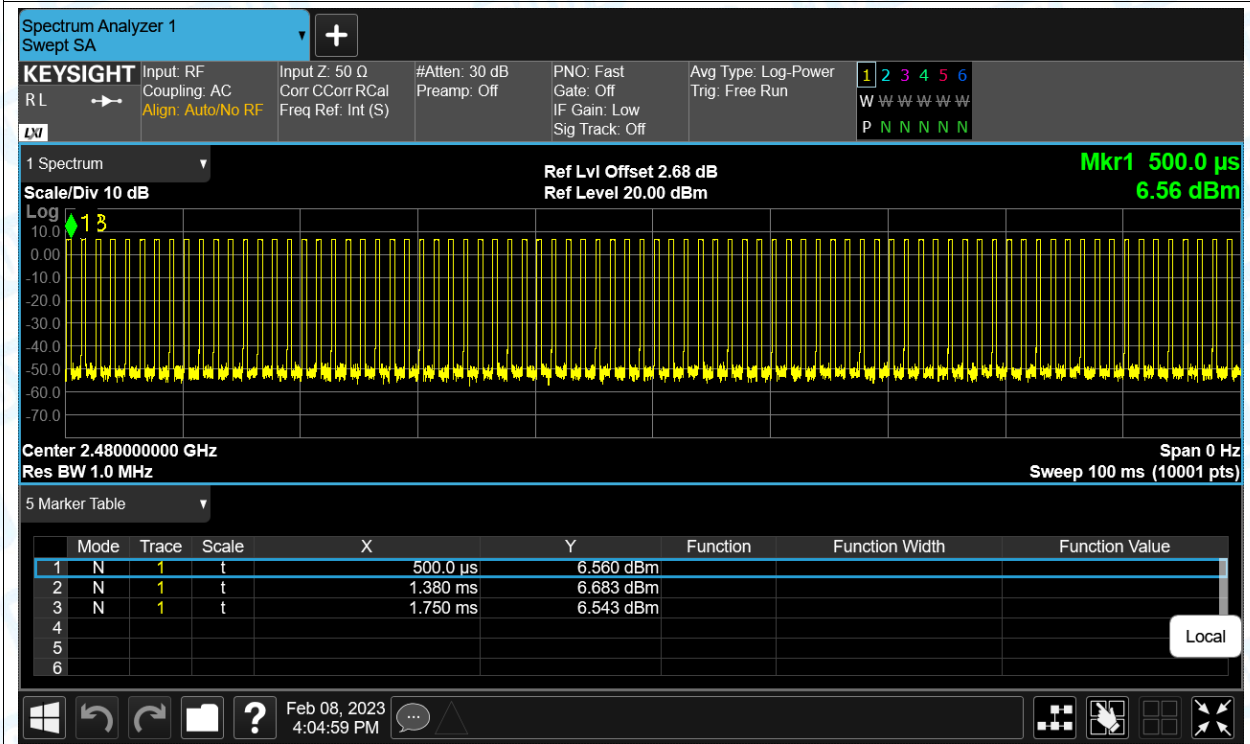 Spectrum Analyzer 1
Swept SA
+
KEYSIGHT
R L
LXI
Input: RF
Coupling: AC
Align: Auto/No RF
Input Z: 50 Ω
Corr CCorr RCal
Freq Ref: Int (S)
#Atten: 30 dB
Preamp: Off
PNO: Fast
Gate: Off
IF Gain: Low
Sig Track: Off
Avg Type: Log-Power
Trig: Free Run
1 2 3 4 5 6
W W W W W W
P N N N N N
1 Spectrum
Scale/Div 10 dB
Ref Lvl Offset 2.68 dB
Ref Level 20.00 dBm
Mkr1 500.0 µs
6.56 dBm
Log
1 3
10.0
0.00
-10.0
-20.0
-30.0
-40.0
-50.0
-60.0
-70.0
Center 2.480000000 GHz
Res BW 1.0 MHz
Span 0 Hz
Sweep 100 ms (10001 pts)
5 Marker Table
Mode Trace Scale X Y Function Function Width Function Value
1 N 1 t 500.0 µs 6.560 dBm
2 N 1 t 1.380 ms 6.683 dBm
3 N 1 t 1.750 ms 6.543 dBm
4
5
6
Local
?
Feb 08, 2023
4:04:59 PM